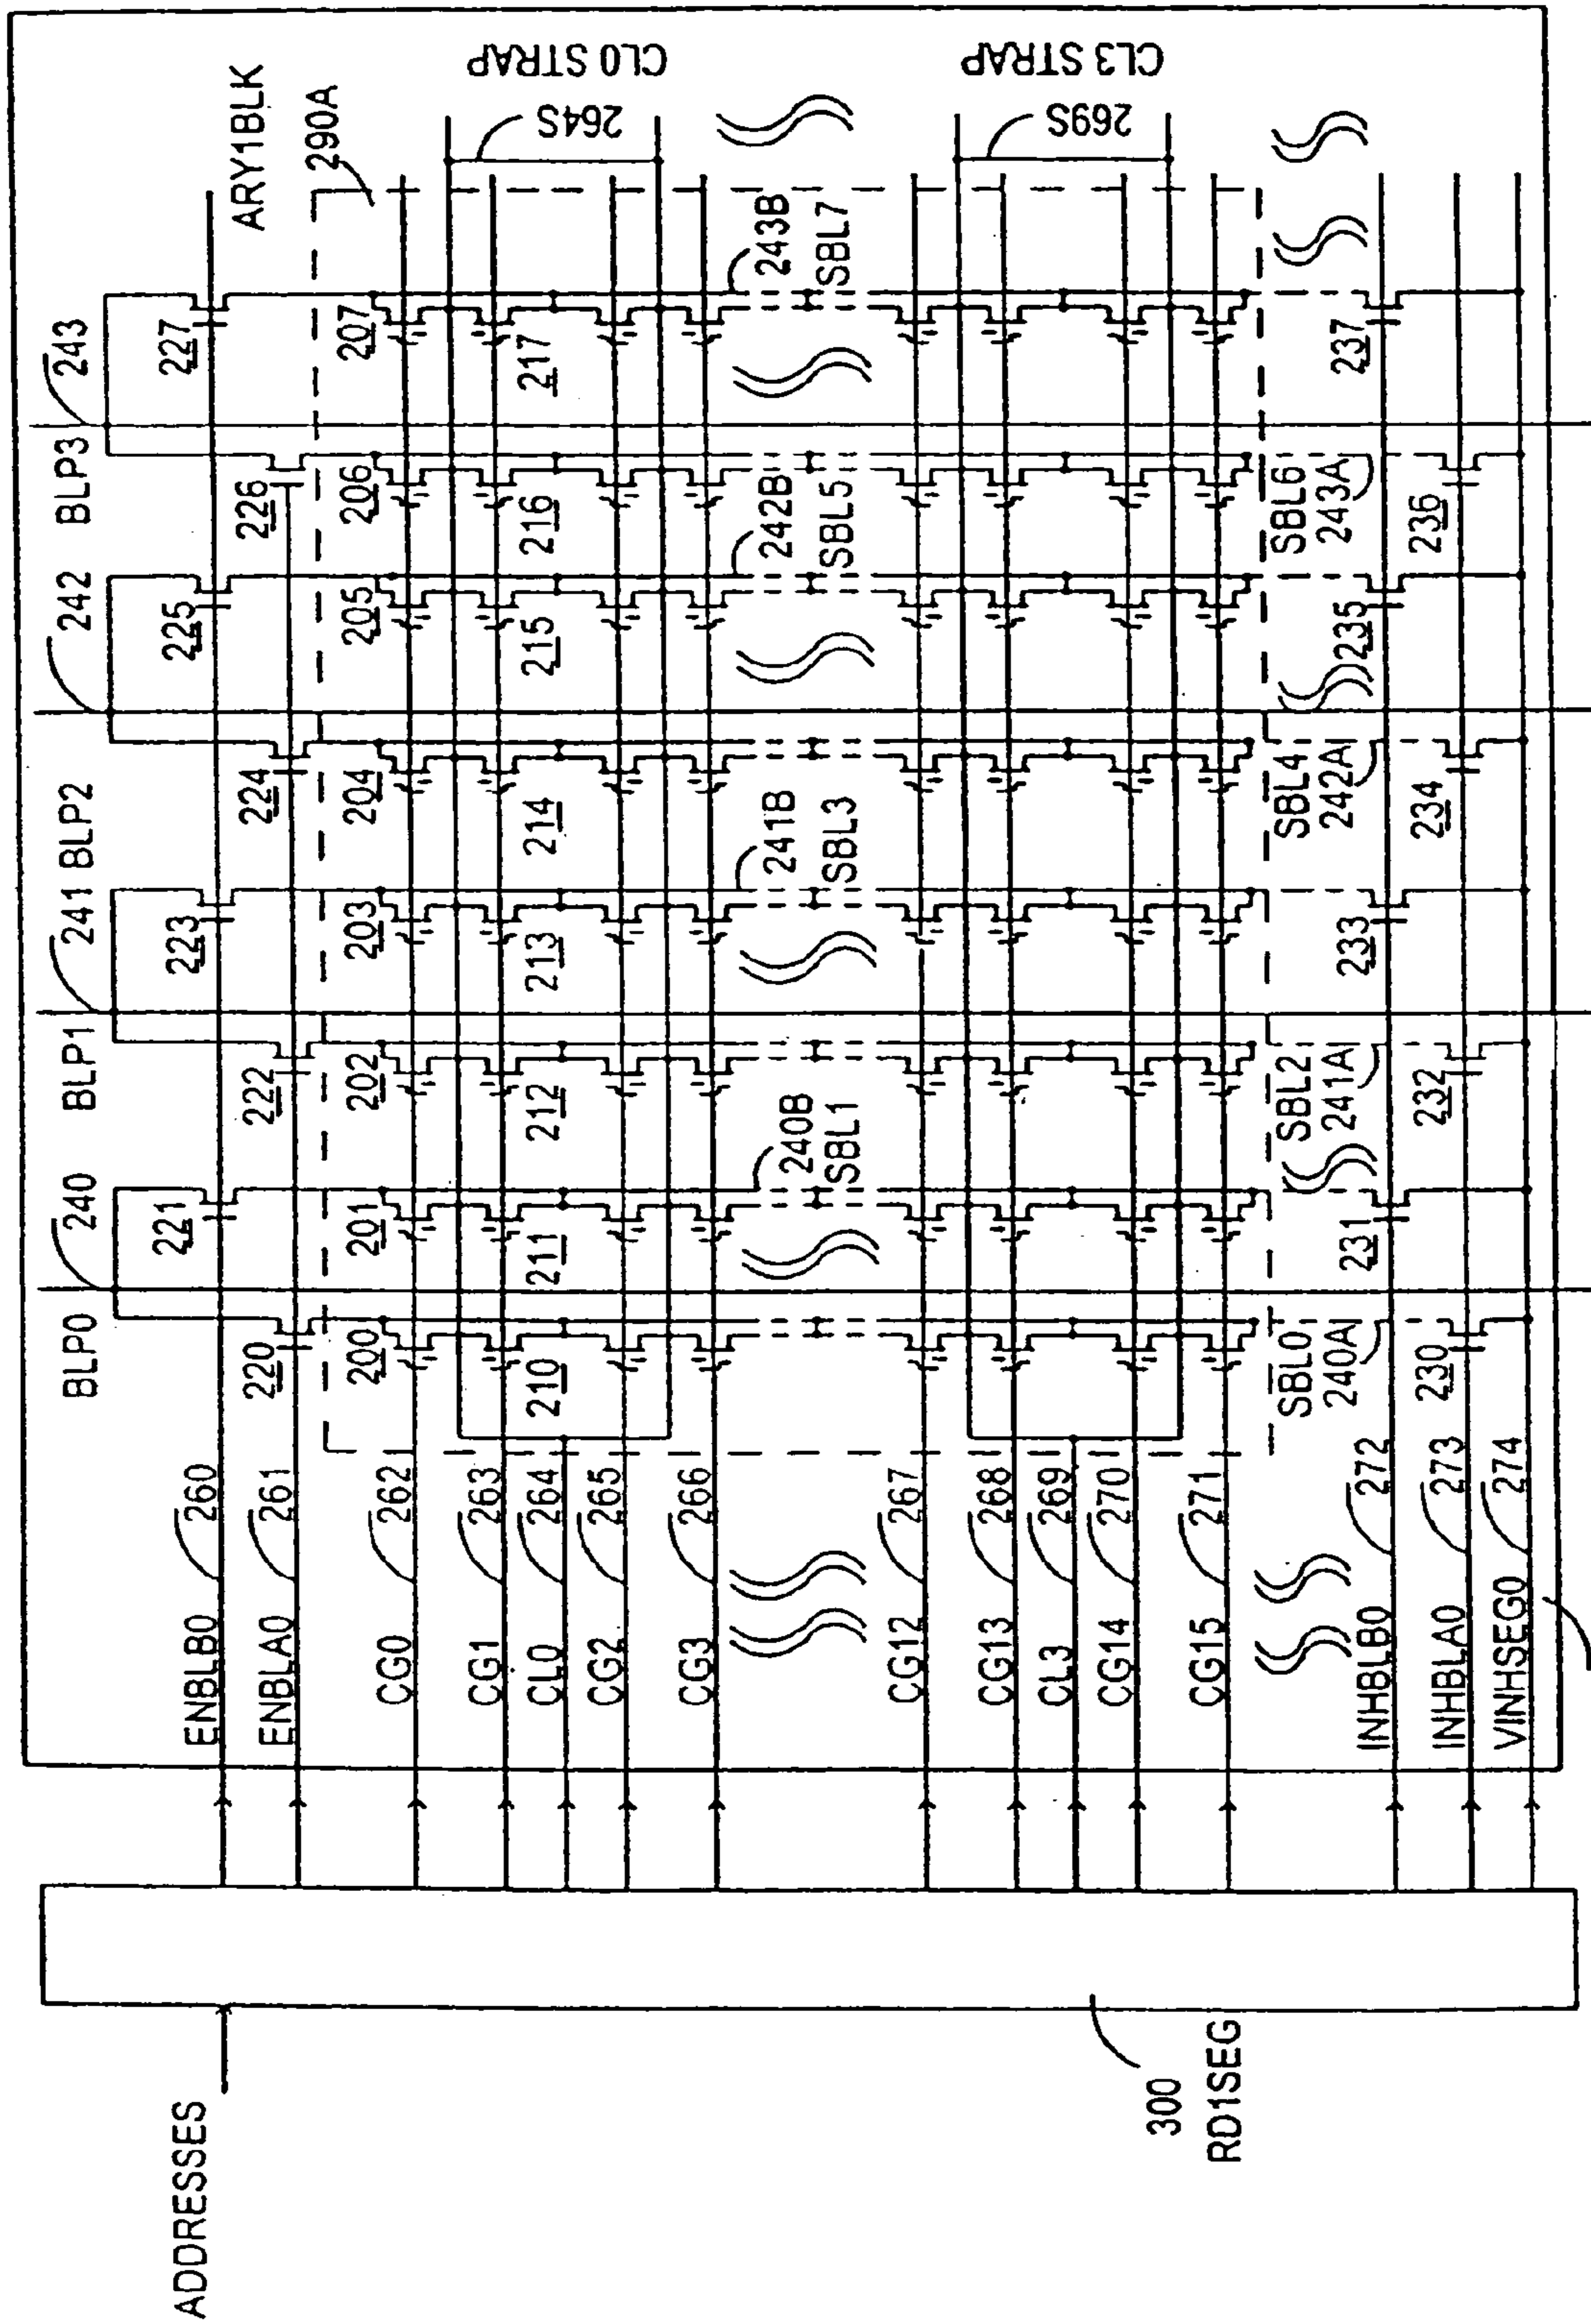 ADDRESSES
300
RD1SEG
ENBLB0 260
ENBLA0 261
CG0 262
CG1 263
CL0 264
CG2 265
CG3 266
CG12 267
CG13 268
CL3 269
CG14 270
CG15 271
INHBLB0 272
INHBLA0 273
VINHSEG0 274
BLP0 240 BLP1 241 BLP2 242 BLP3 243
221 223 225 227
220 222 224 226
ARY1BLK
290A
200 201 202 203 204 205 206 207
210 211 212 213 214 215 216 217
264S
CL0 STRAP
240B 241B 242B 243B
SBL1 SBL3 SBL5 SBL7
269S
CL3 STRAP
SBL0 SBL2 SBL4 SBL6
240A 241A 242A 243A
231 233 235 237
230 232 234 236